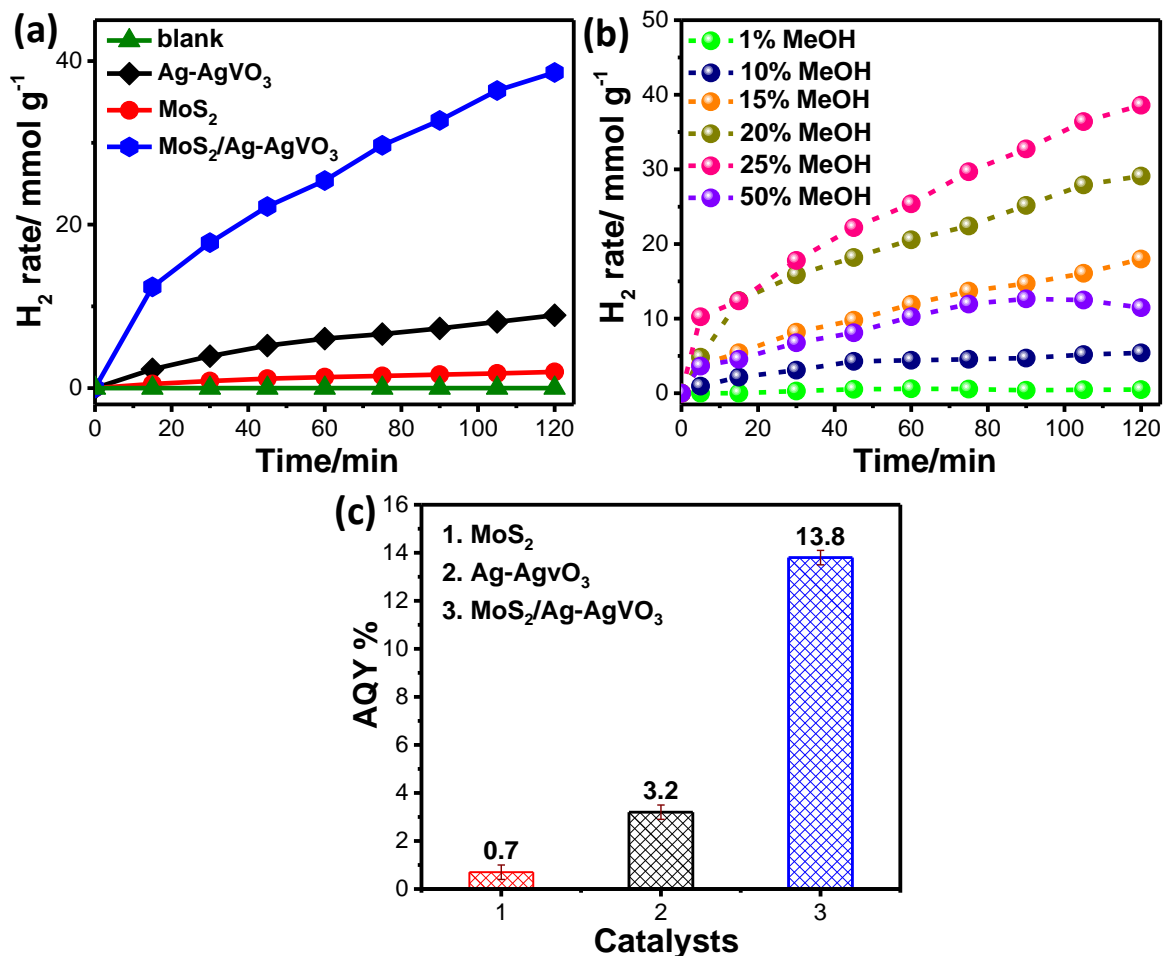 (a)
blank
Ag-AgVO₃
MoS₂
MoS₂/Ag-AgVO₃
H₂ rate/ mmol g⁻¹
40
20
0
0 20 40 60 80 100 120
Time/min
(b)
1% MeOH
10% MeOH
15% MeOH
20% MeOH
25% MeOH
50% MeOH
H₂ rate/ mmol g⁻¹
50
40
30
20
10
0
0 20 40 60 80 100 120
Time/min
(c)
1. MoS₂
2. Ag-AgvO₃
3. MoS₂/Ag-AgVO₃
AQY %
16
14
12
10
8
6
4
2
0
0.7
3.2
13.8
1 2 3
Catalysts